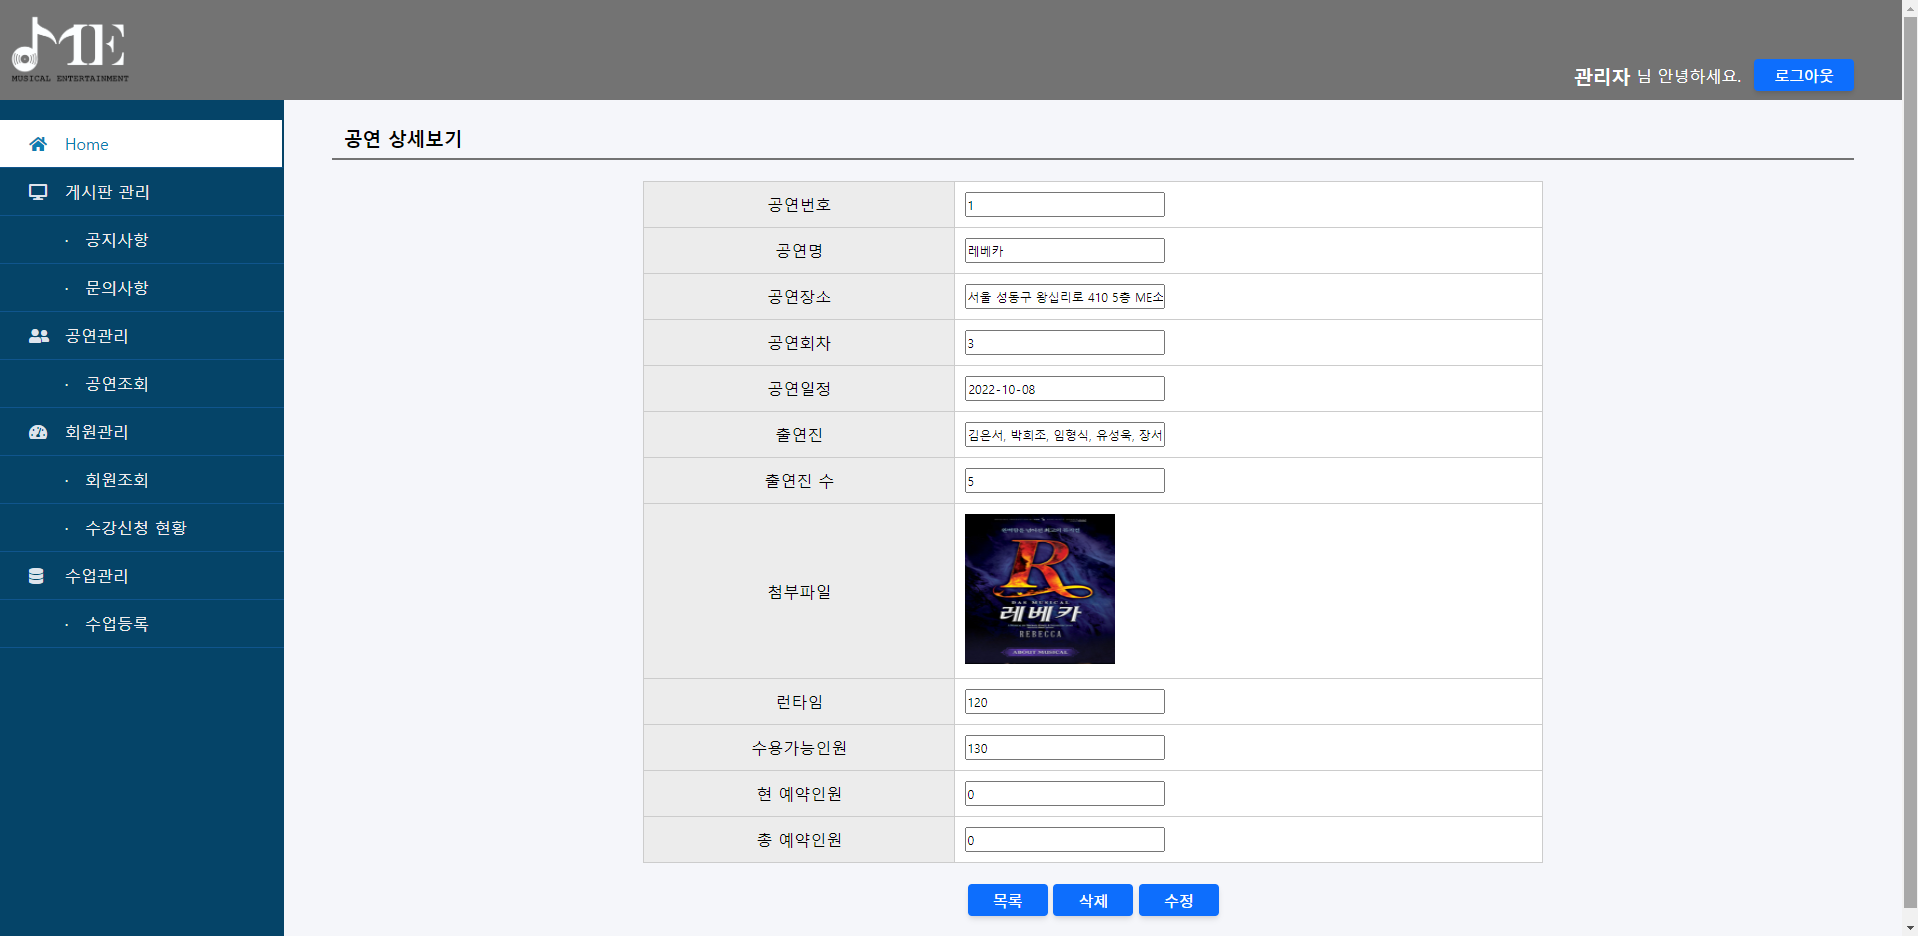 ME
MUSICAL ENTERTAINMENT
관리자 님 안녕하세요.
로그아웃
Home
게시판 관리
· 공지사항
· 문의사항
공연관리
· 공연조회
회원관리
· 회원조회
· 수강신청 현황
수업관리
· 수업등록
공연 상세보기
공연번호 1
공연명 레베카
공연장소 서울 성동구 왕십리로 410 5층 ME소
공연회차 3
공연일정 2022-10-08
출연진 김은서, 박희조, 임형식, 유성욱, 장서
출연진 수 5
첨부파일
R
DAS MUSICAL
레베카
REBECCA
ABOUT MUSICAL
런타임 120
수용가능인원 130
현 예약인원 0
총 예약인원 0
목록 삭제 수정